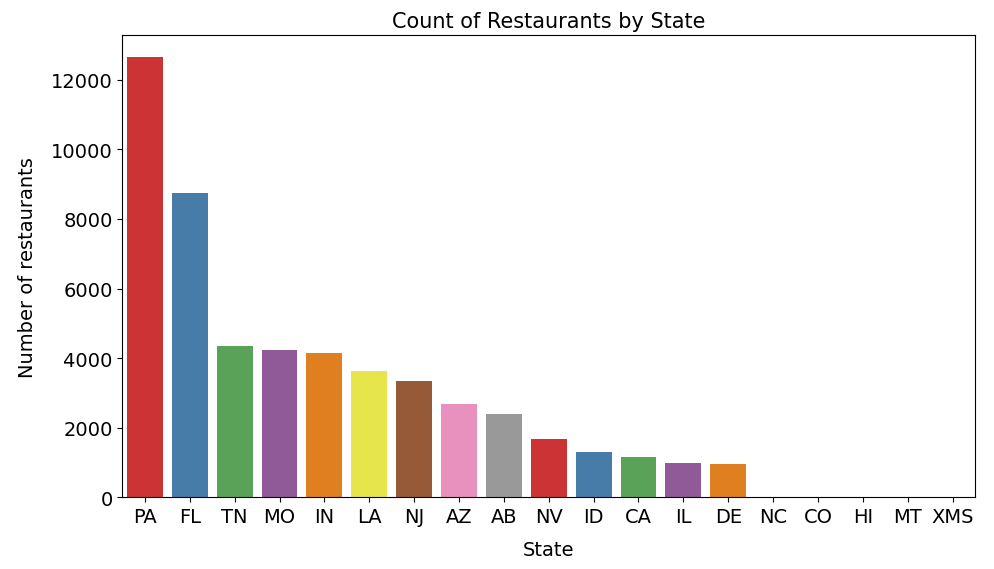 Count of Restaurants by State
Number of restaurants
12000
10000
8000
6000
4000
2000
0
PA FL TN MO IN LA NJ AZ AB NV ID CA IL DE NC CO HI MT XMS
State